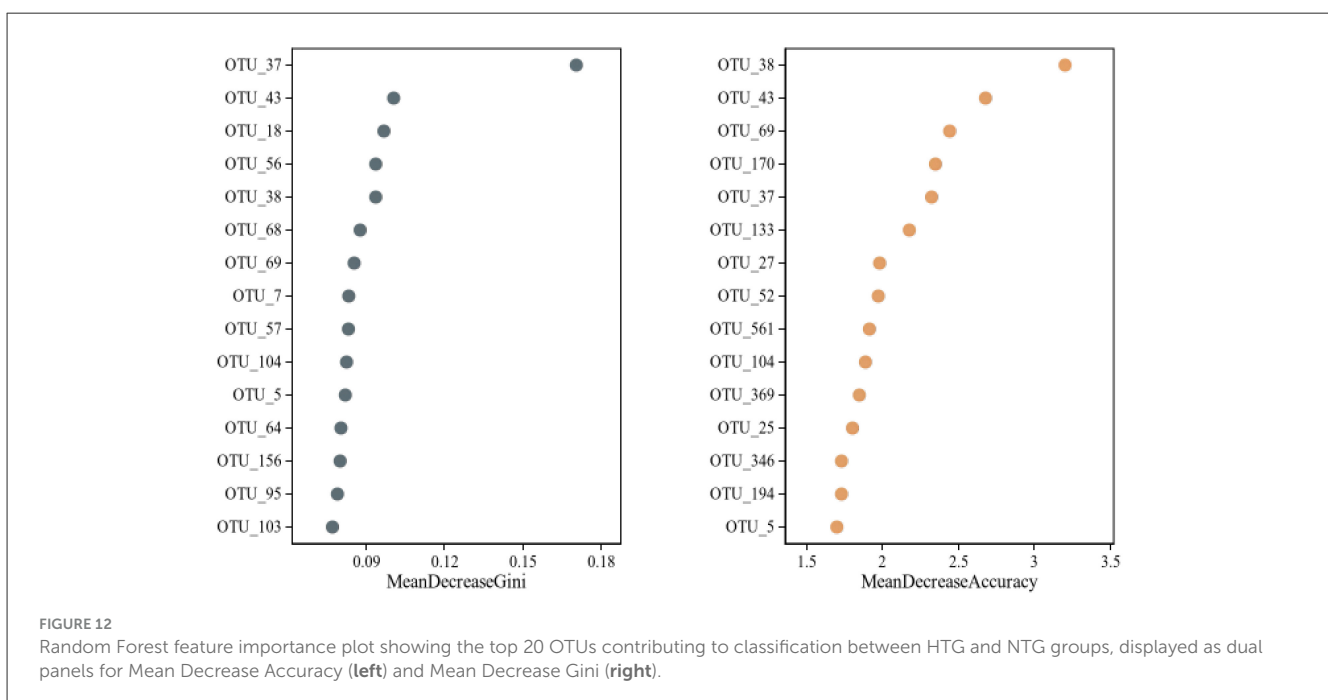 OTU_37
OTU_43
OTU_18
OTU_56
OTU_38
OTU_68
OTU_69
OTU_7
OTU_57
OTU_104
OTU_5
OTU_64
OTU_156
OTU_95
OTU_103
0.09 0.12 0.15 0.18
MeanDecreaseGini
OTU_38
OTU_43
OTU_69
OTU_170
OTU_37
OTU_133
OTU_27
OTU_52
OTU_561
OTU_104
OTU_369
OTU_25
OTU_346
OTU_194
OTU_5
1.5 2 2.5 3 3.5
MeanDecreaseAccuracy
FIGURE 12
Random Forest feature importance plot showing the top 20 OTUs contributing to classification between HTG and NTG groups, displayed as dual
panels for Mean Decrease Accuracy (left) and Mean Decrease Gini (right).